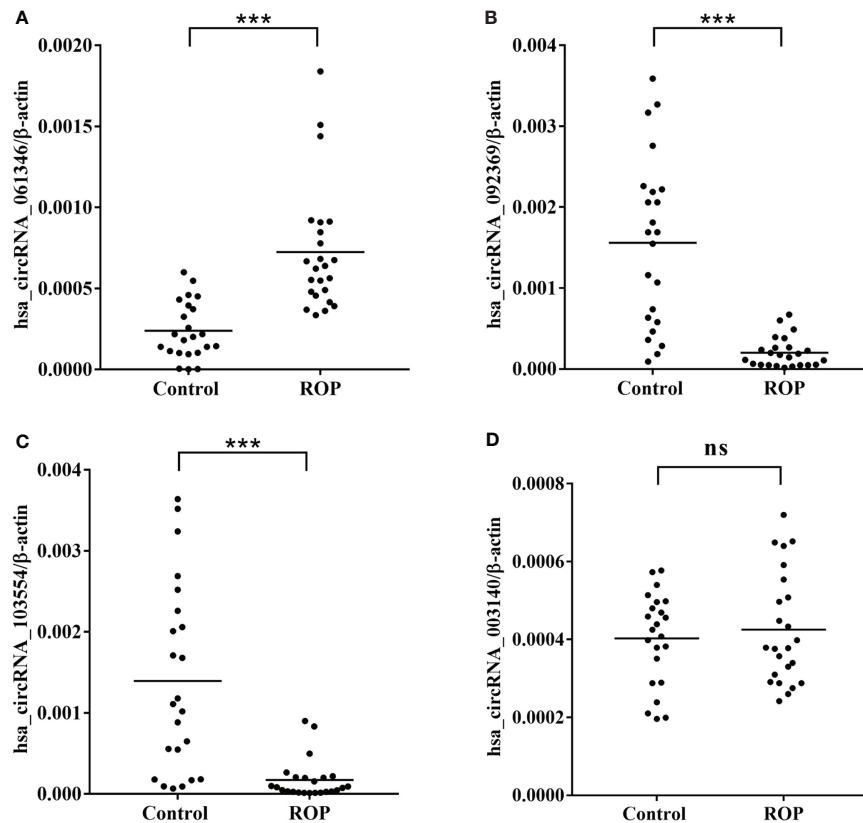 A
***
hsa_circRNA_061346/β-actin
0.0020
0.0015
0.0010
0.0005
0.0000
Control ROP
B
***
hsa_circRNA_092369/β-actin
0.004
0.003
0.002
0.001
0.000
Control ROP
C
***
hsa_circRNA_103554/β-actin
0.004
0.003
0.002
0.001
0.000
Control ROP
D
ns
hsa_circRNA_003140/β-actin
0.0008
0.0006
0.0004
0.0002
0.0000
Control ROP